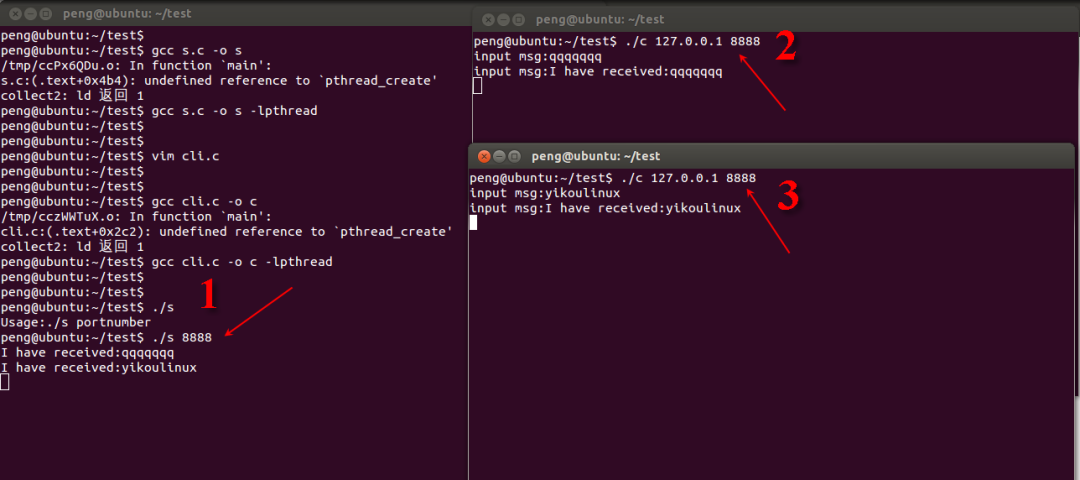 peng@ubuntu: ~/test
peng@ubuntu:~/test$
peng@ubuntu:~/test$ gcc s.c -o s
/tmp/ccPx6QDu.o: In function `main':
s.c:(.text+0x4b4): undefined reference to `pthread_create'
collect2: ld 返回 1
peng@ubuntu:~/test$ gcc s.c -o s -lpthread
peng@ubuntu:~/test$
peng@ubuntu:~/test$
peng@ubuntu:~/test$ vim cli.c
peng@ubuntu:~/test$
peng@ubuntu:~/test$
peng@ubuntu:~/test$ gcc cli.c -o c
/tmp/cczWWTuX.o: In function `main':
cli.c:(.text+0x2c2): undefined reference to `pthread_create'
collect2: ld 返回 1
peng@ubuntu:~/test$ gcc cli.c -o c -lpthread
peng@ubuntu:~/test$
peng@ubuntu:~/test$
peng@ubuntu:~/test$ ./s
Usage:./s portnumber
peng@ubuntu:~/test$ ./s 8888
I have received:qqqqqqq
I have received:yikoulinux
1
peng@ubuntu: ~/test
peng@ubuntu:~/test$ ./c 127.0.0.1 8888
input msg:qqqqqqq
input msg:I have received:qqqqqqq
2
peng@ubuntu: ~/test
peng@ubuntu:~/test$ ./c 127.0.0.1 8888
input msg:yikoulinux
input msg:I have received:yikoulinux
3